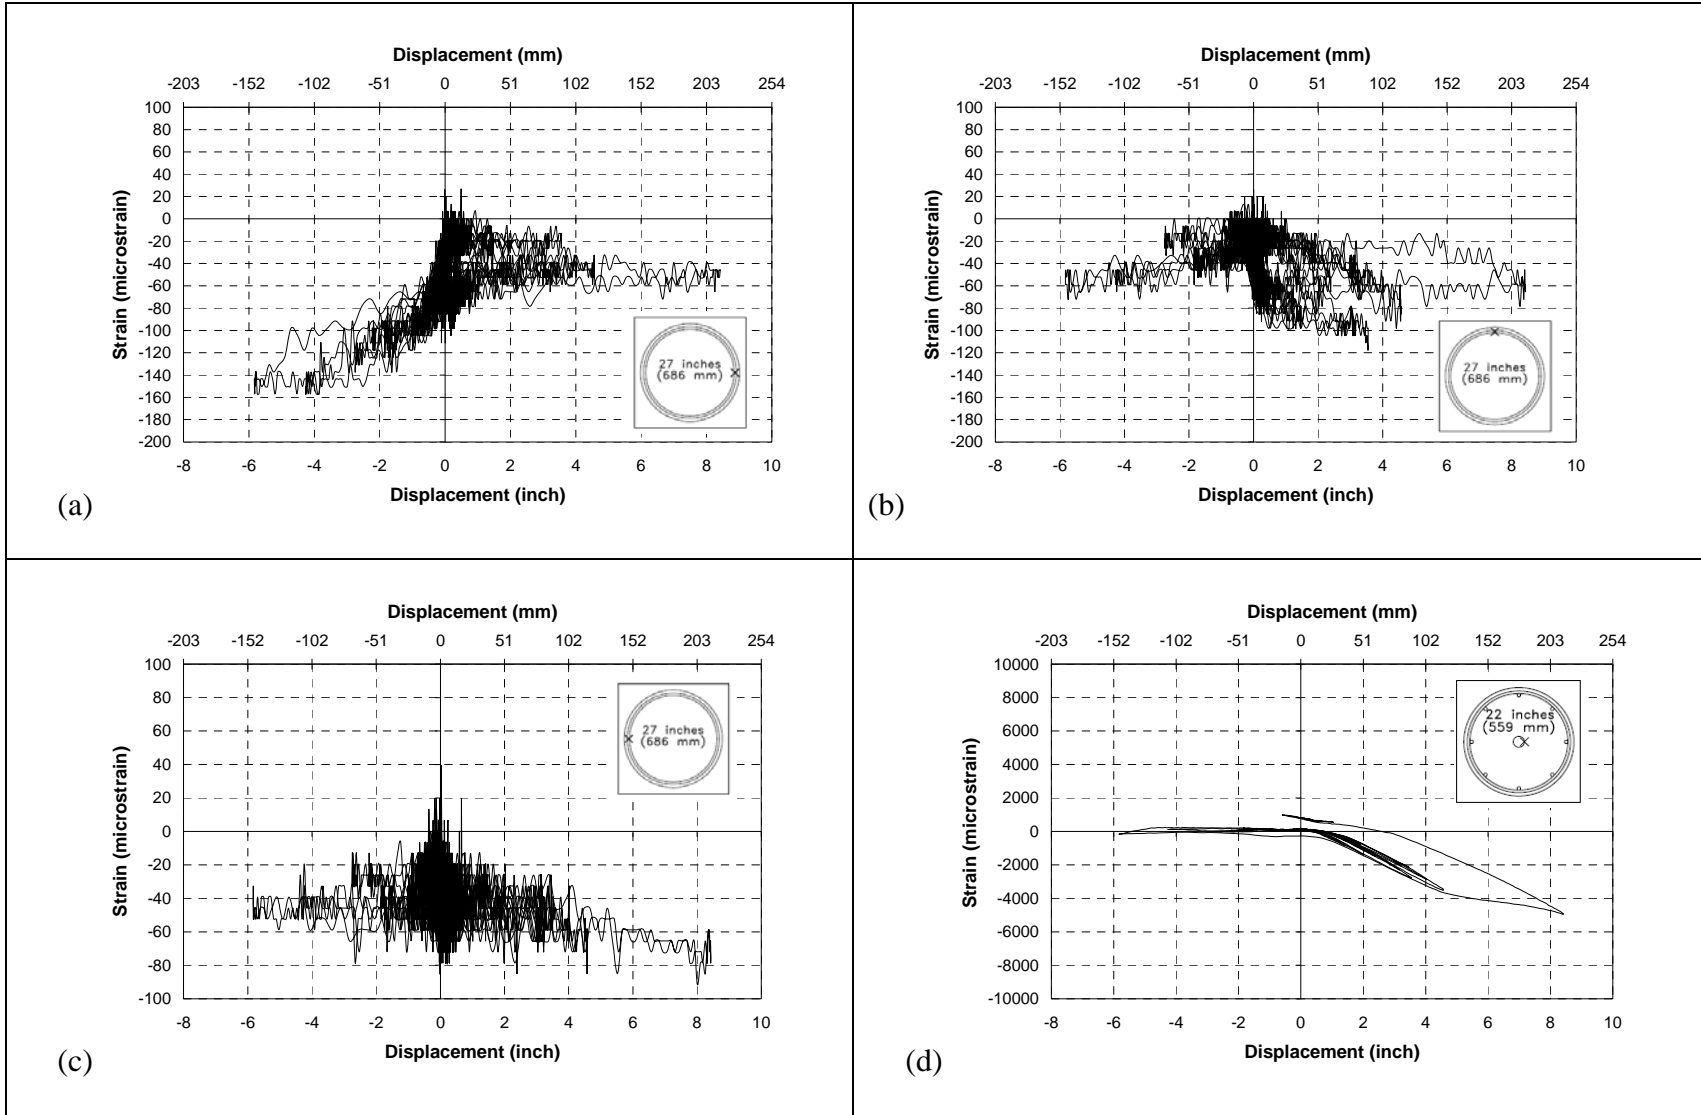 Displacement (mm)
-203 -152 -102 -51 0 51 102 152 203 254
100
80
60
40
20
0
-20
-40
-60
-80
-100
-120
-140
-160
-180
-200
Strain (microstrain)
27 inches
(686 mm)
-8 -6 -4 -2 0 2 4 6 8 10
Displacement (inch)
(a)
Displacement (mm)
-203 -152 -102 -51 0 51 102 152 203 254
100
80
60
40
20
0
-20
-40
-60
-80
-100
-120
-140
-160
-180
-200
Strain (microstrain)
27 inches
(686 mm)
-8 -6 -4 -2 0 2 4 6 8 10
Displacement (inch)
(b)
Displacement (mm)
-203 -152 -102 -51 0 51 102 152 203 254
100
80
60
40
20
0
-20
-40
-60
-80
-100
Strain (microstrain)
27 inches
(686 mm)
-8 -6 -4 -2 0 2 4 6 8 10
Displacement (inch)
(c)
Displacement (mm)
-203 -152 -102 -51 0 51 102 152 203 254
10000
8000
6000
4000
2000
0
-2000
-4000
-6000
-8000
-10000
Strain (microstrain)
22 inches
(559 mm)
-8 -6 -4 -2 0 2 4 6 8 10
Displacement (inch)
(d)